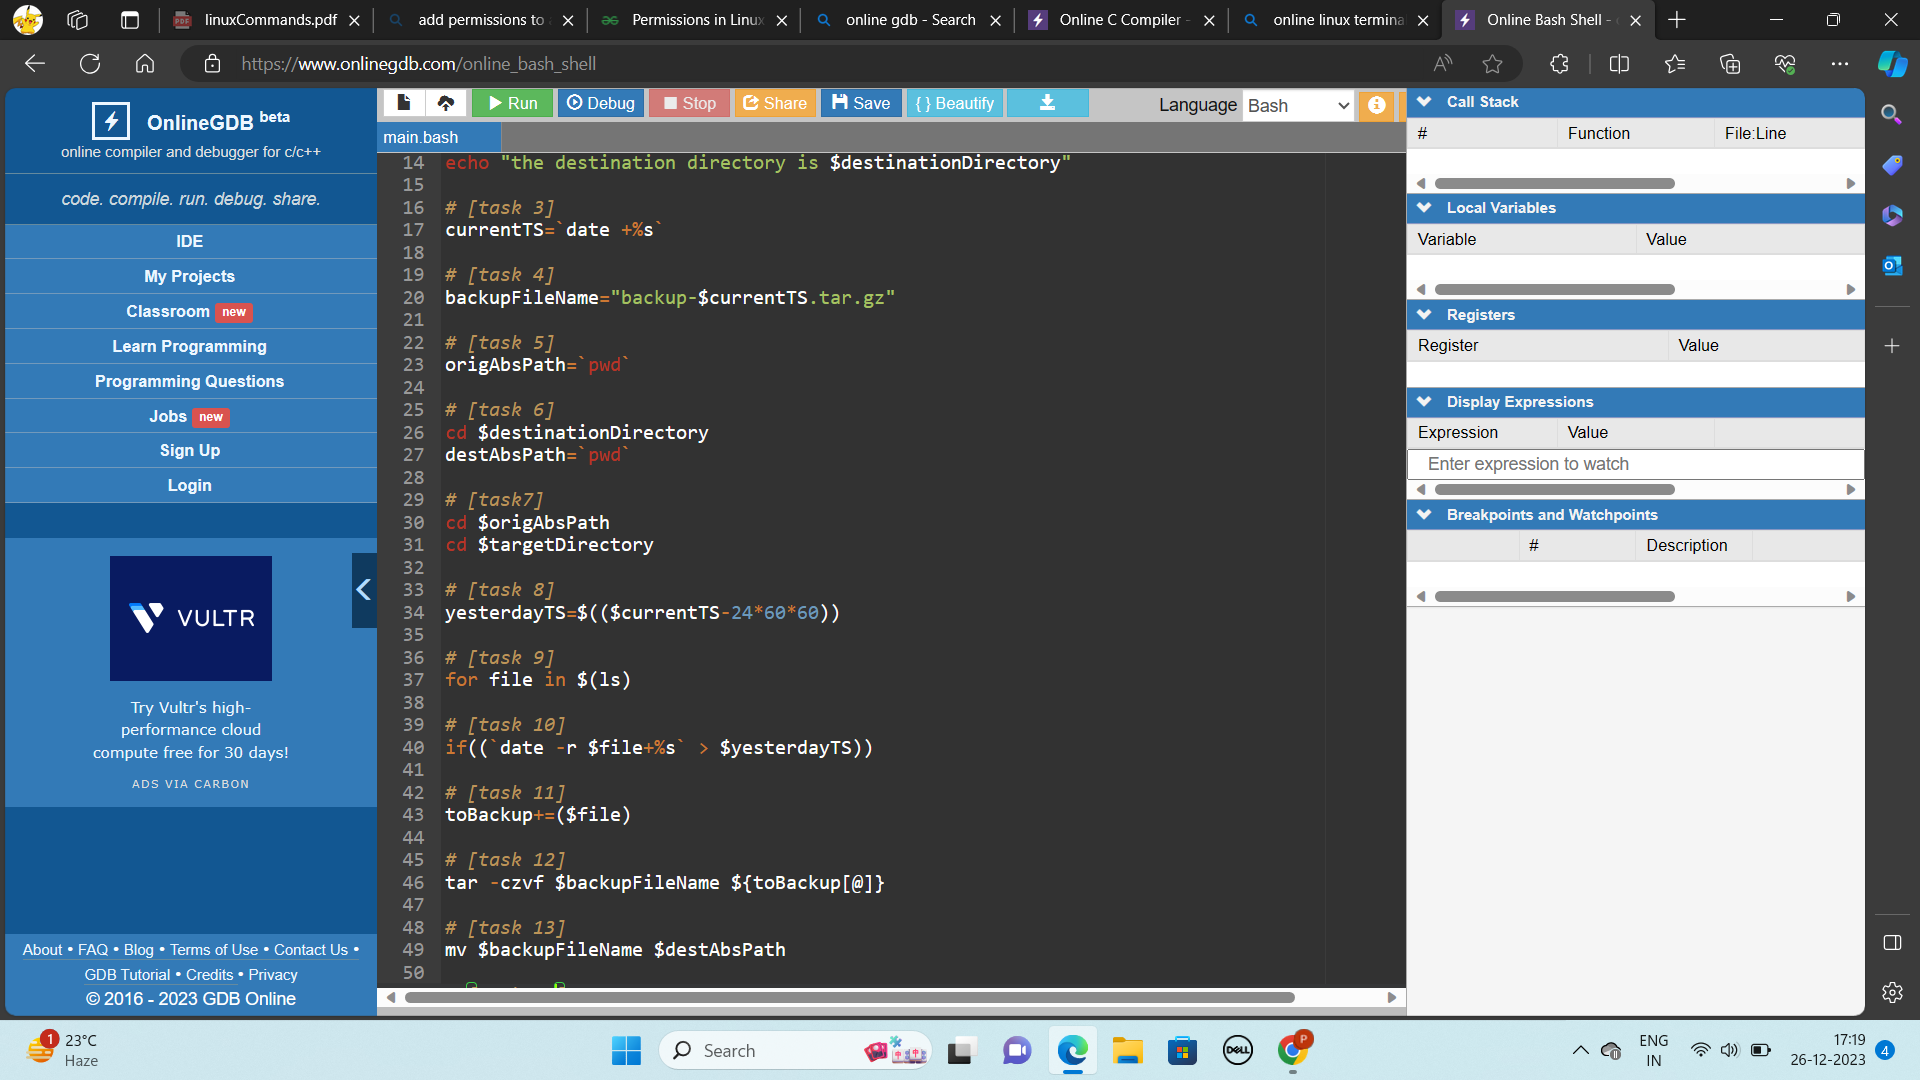 linuxCommands.pdf
add permissions to
Permissions in Linux
online gdb - Search
Online C Compiler -
online linux termina
Online Bash Shell -
https://www.onlinegdb.com/online_bash_shell
OnlineGDB beta
online compiler and debugger for c/c++
code. compile. run. debug. share.
IDE
My Projects
Classroom new
Learn Programming
Programming Questions
Jobs new
Sign Up
Login
VULTR
Try Vultr's high-
performance cloud
compute free for 30 days!
ADS VIA CARBON
About • FAQ • Blog • Terms of Use • Contact Us •
GDB Tutorial • Credits • Privacy
© 2016 - 2023 GDB Online
Run Debug Stop Share Save { } Beautify Language Bash
main.bash
14 echo "the destination directory is $destinationDirectory"
15
16 # [task 3]
17 currentTS=`date +%s`
18
19 # [task 4]
20 backupFileName="backup-$currentTS.tar.gz"
21
22 # [task 5]
23 origAbsPath=`pwd`
24
25 # [task 6]
26 cd $destinationDirectory
27 destAbsPath=`pwd`
28
29 # [task7]
30 cd $origAbsPath
31 cd $targetDirectory
32
33 # [task 8]
34 yesterdayTS=$(($currentTS-24*60*60))
35
36 # [task 9]
37 for file in $(ls)
38
39 # [task 10]
40 if((`date -r $file+%s` > $yesterdayTS))
41
42 # [task 11]
43 toBackup+=($file)
44
45 # [task 12]
46 tar -czvf $backupFileName ${toBackup[@]}
47
48 # [task 13]
49 mv $backupFileName $destAbsPath
50
Call Stack
# Function File:Line
Local Variables
Variable Value
Registers
Register Value
Display Expressions
Expression Value
Enter expression to watch
Breakpoints and Watchpoints
# Description
1
23°C
Haze
Search
DELL
P
ENG
IN
17:19
26-12-2023
4